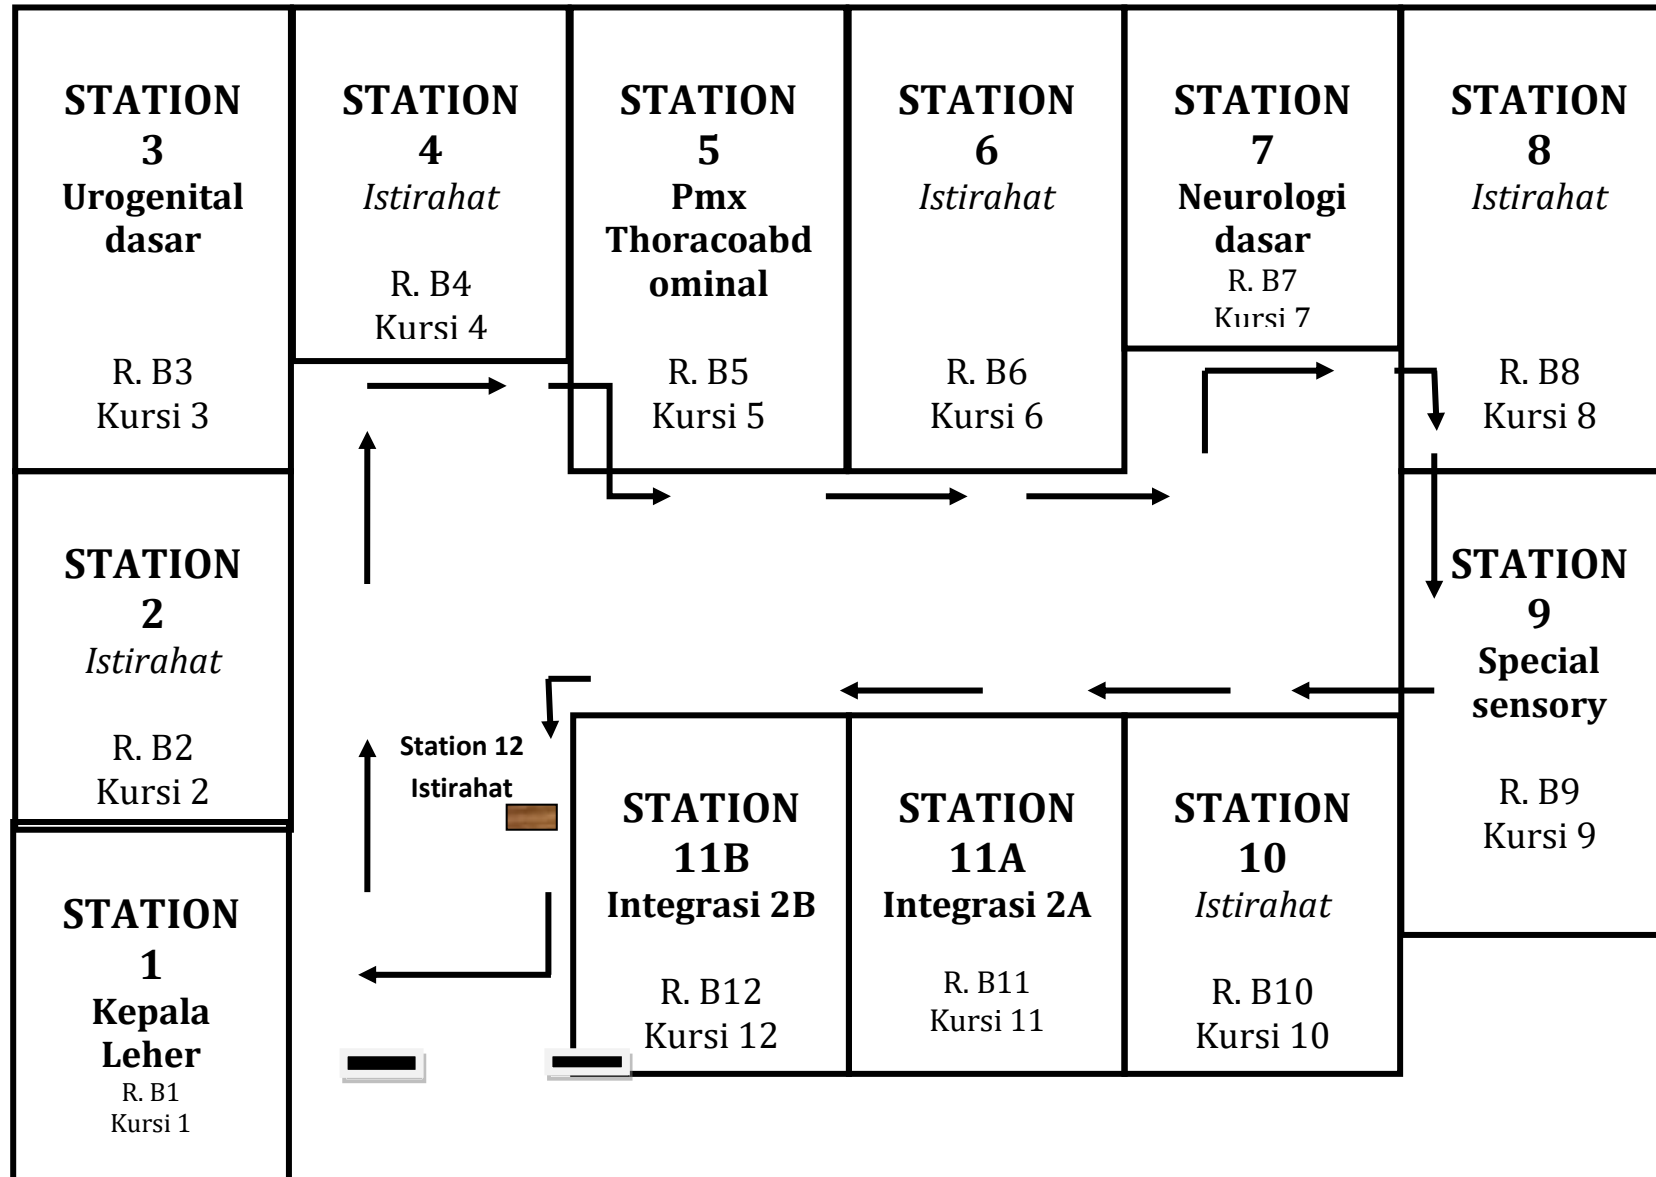 STATION
3
Urogenital
dasar
R. B3
Kursi 3
STATION
4
Istirahat
R. B4
Kursi 4
STATION
5
Pmx
Thoracoabd
ominal
R. B5
Kursi 5
STATION
6
Istirahat
R. B6
Kursi 6
STATION
7
Neurologi
dasar
R. B7
Kursi 7
STATION
8
Istirahat
R. B8
Kursi 8
STATION
2
Istirahat
R. B2
Kursi 2
STATION
9
Special
sensory
R. B9
Kursi 9
Station 12
Istirahat
STATION
11B
Integrasi 2B
R. B12
Kursi 12
STATION
11A
Integrasi 2A
R. B11
Kursi 11
STATION
10
Istirahat
R. B10
Kursi 10
STATION
1
Kepala
Leher
R. B1
Kursi 1